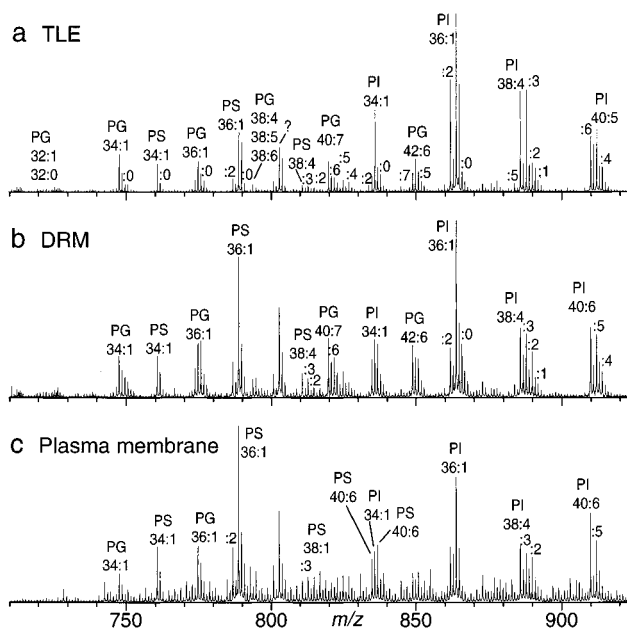 a TLE
PG
32:1
32:0
PG
34:1
:0
PS
34:1
:0
PG
36:1
:0
PS
36:1
:2
:0
PG
38:4
38:5
38:6
?
PS
38:4
:3
:2
PG
40:7
:6
:5
:4
:2
PI
34:1
:0
:7
PG
42:6
:5
PI
36:1
:2
:0
:5
PI
38:4
:3
:2
:1
:6
PI
40:5
:4
b DRM
PG
34:1
PS
34:1
PG
36:1
PS
36:1
PS
38:4
:3
:2
PG
40:7
:6
PI
34:1
PG
42:6
PI
36:1
:2
:0
PI
38:4
:3
:2
:1
PI
40:6
:5
:4
c Plasma membrane
PG
34:1
PS
34:1
PG
36:1
:2
PS
36:1
PS
38:1
:3
PS
40:6
PI
34:1
PS
40:6
PI
36:1
PI
38:4
:3
:2
PI
40:6
:5
750
800
m/z
850
900